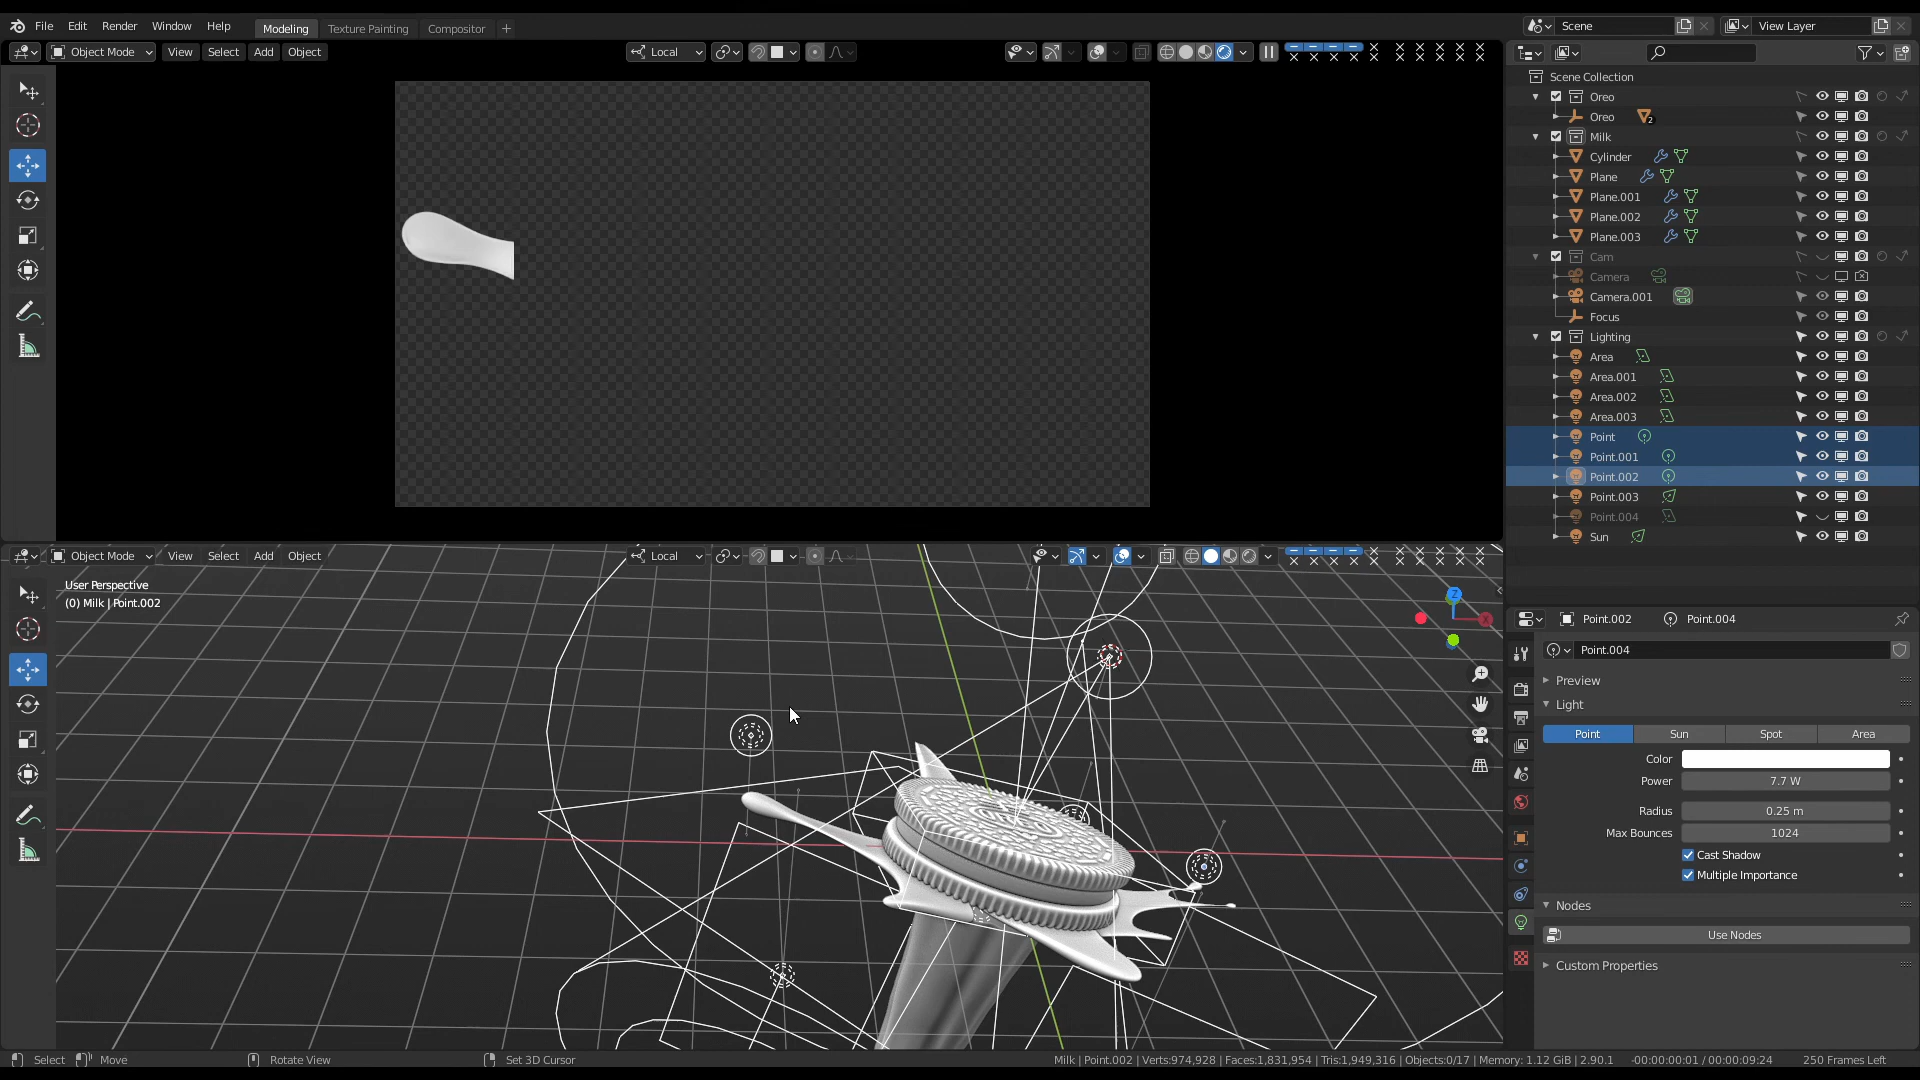 File Edit Render Window Help Modeling Texture Painting Compositor + Scene View Layer
Object Mode View Select Add Object Local
Scene Collection
Oreo
Oreo 2
Milk
Cylinder
Plane
Plane.001
Plane.002
Plane.003
Cam
Camera
Camera.001
Focus
Lighting
Area
Area.001
Area.002
Area.003
Point
Point.001
Point.002
Point.003
Point.004
Sun
Object Mode View Select Add Object Local
User Perspective
(0) Milk | Point.002
Z
X
Point.002 Point.004
Point.004
Preview
Light
Point Sun Spot Area
Color
Power 7.7 W
Radius 0.25 m
Max Bounces 1024
Cast Shadow
Multiple Importance
Nodes
Use Nodes
Custom Properties
Select Move Rotate View Set 3D Cursor Milk | Point.002 | Verts:974,928 | Faces:1,831,954 | Tris:1,949,316 | Objects:0/17 | Memory: 1.12 GiB | 2.90.1 -00:00:00:01 / 00:00:09:24 250 Frames Left